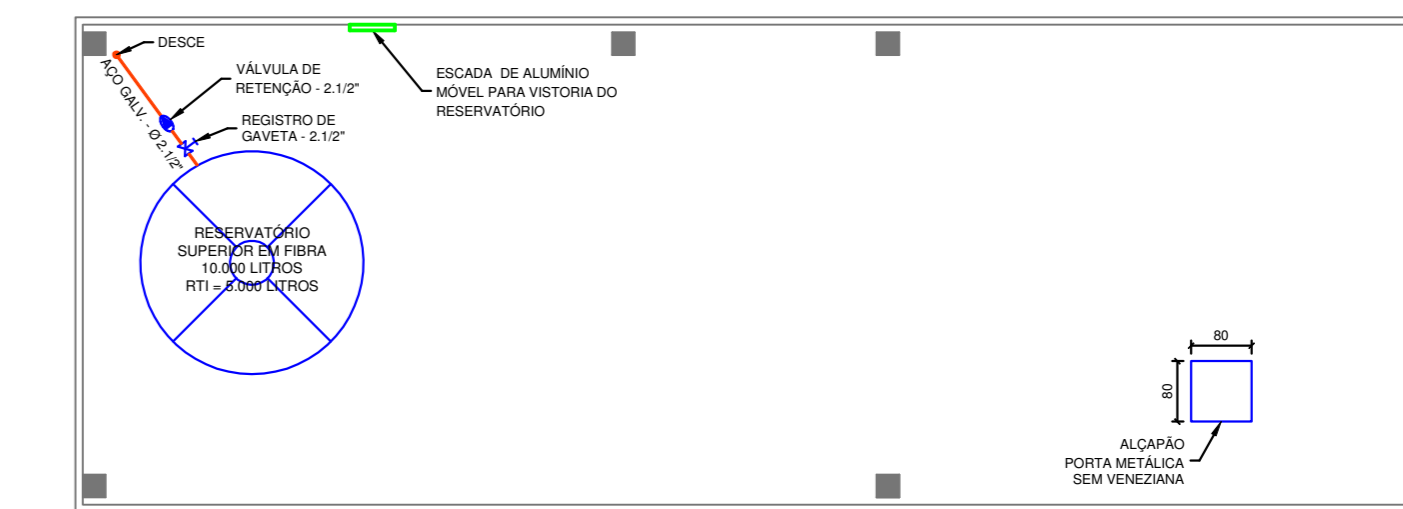 DESCE
VÁLVULA DE
RETENÇÃO - 2.1/2"
REGISTRO DE
GAVETA - 2.1/2"
AÇO GALV. - Ø 2.1/2"
ESCADA DE ALUMÍNIO
MÓVEL PARA VISTORIA DO
RESERVATÓRIO
RESERVATÓRIO
SUPERIOR EM FIBRA
10.000 LITROS
RTI = 5.000 LITROS
80
80
ALÇAPÃO
PORTA METÁLICA
SEM VENEZIANA